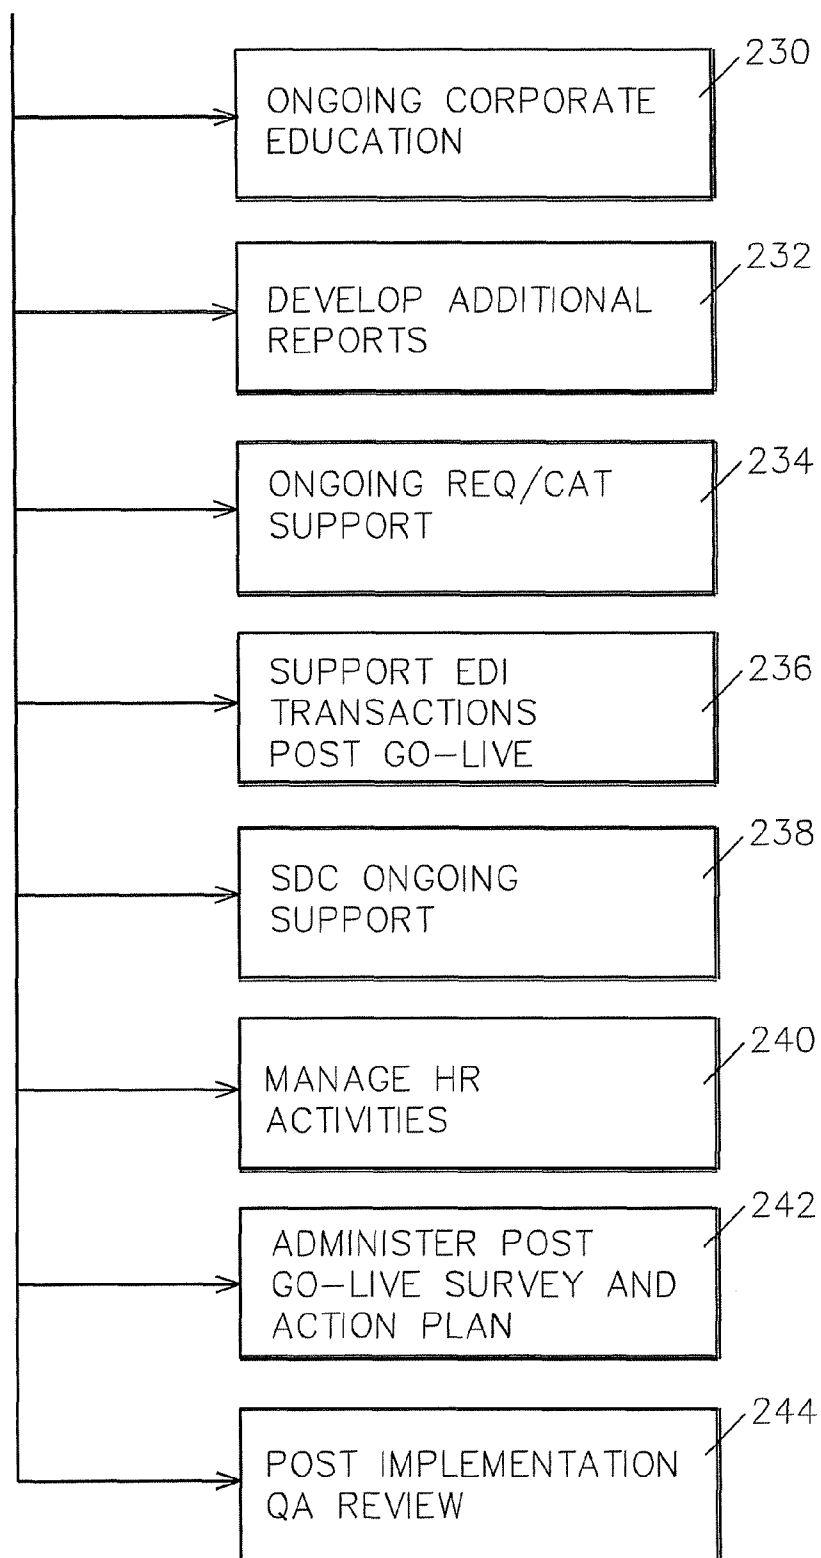 230
ONGOING CORPORATE
EDUCATION
232
DEVELOP ADDITIONAL
REPORTS
234
ONGOING REQ/CAT
SUPPORT
236
SUPPORT EDI
TRANSACTIONS
POST GO-LIVE
238
SDC ONGOING
SUPPORT
240
MANAGE HR
ACTIVITIES
242
ADMINISTER POST
GO-LIVE SURVEY AND
ACTION PLAN
244
POST IMPLEMENTATION
QA REVIEW